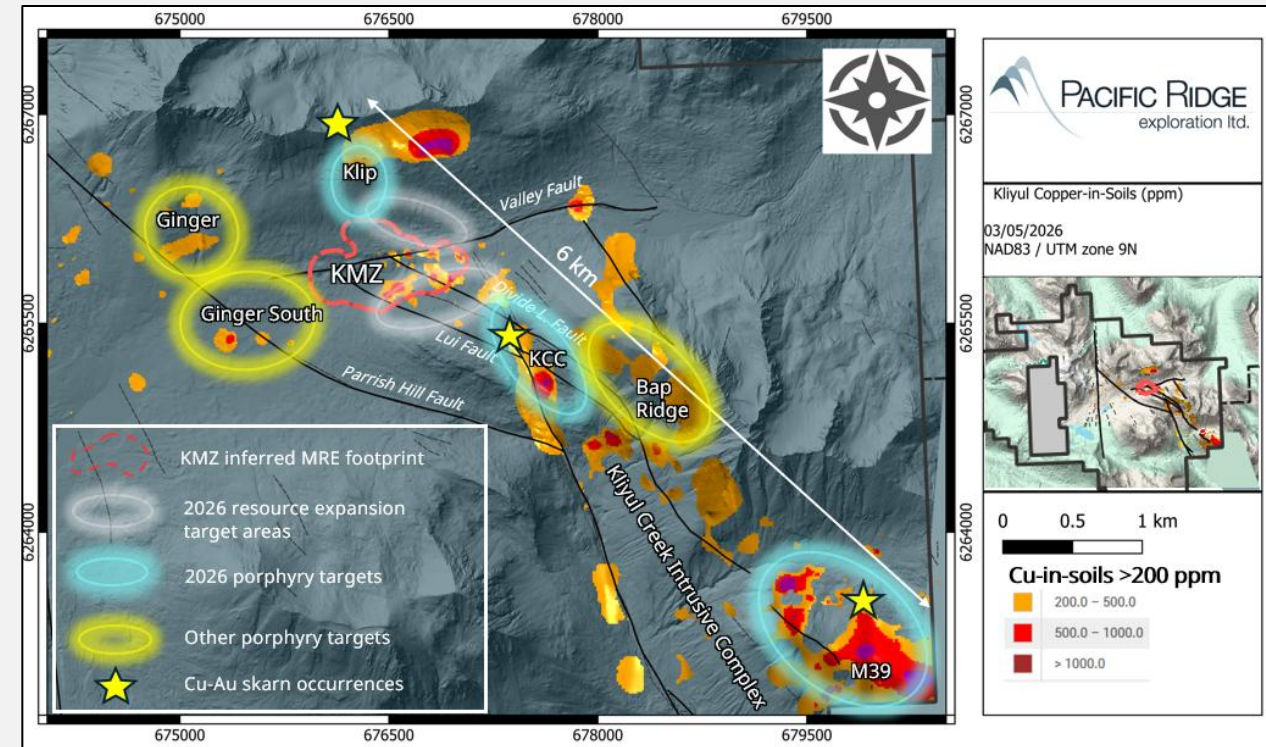 675000
676500
678000
679500
6267000
6265500
6264000
6267000
6265500
6264000
Klip
Valley Fault
Ginger
KMZ
6 km
Ginger South
Divide L. Fault
Lui Fault
KCC
Parrish Hill Fault
Bap
Ridge
Kliyul Creek Intrusive Complex
M39
KMZ inferred MRE footprint
2026 resource expansion
target areas
2026 porphyry targets
Other porphyry targets
Cu-Au skarn occurrences
675000
676500
678000
679500
PACIFIC RIDGE
exploration ltd.
Kliyul Copper-in-Soils (ppm)
03/05/2026
NAD83 / UTM zone 9N
0 0.5 1 km
Cu-in-soils >200 ppm
200.0 – 500.0
500.0 – 1000.0
> 1000.0